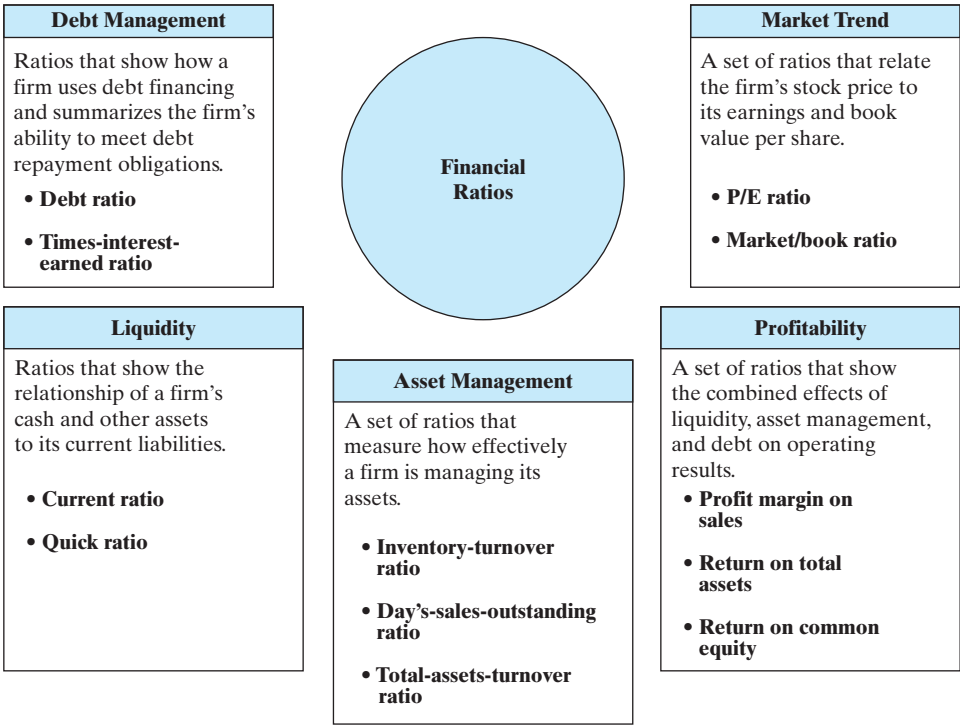 Debt Management
Ratios that show how a
firm uses debt financing
and summarizes the firm's
ability to meet debt
repayment obligations.
• Debt ratio
• Times-interest-
earned ratio
Financial
Ratios
Market Trend
A set of ratios that relate
the firm's stock price to
its earnings and book
value per share.
• P/E ratio
• Market/book ratio
Liquidity
Ratios that show the
relationship of a firm's
cash and other assets
to its current liabilities.
• Current ratio
• Quick ratio
Asset Management
A set of ratios that
measure how effectively
a firm is managing its
assets.
• Inventory-turnover
ratio
• Day's-sales-outstanding
ratio
• Total-assets-turnover
ratio
Profitability
A set of ratios that show
the combined effects of
liquidity, asset management,
and debt on operating
results.
• Profit margin on
sales
• Return on total
assets
• Return on common
equity